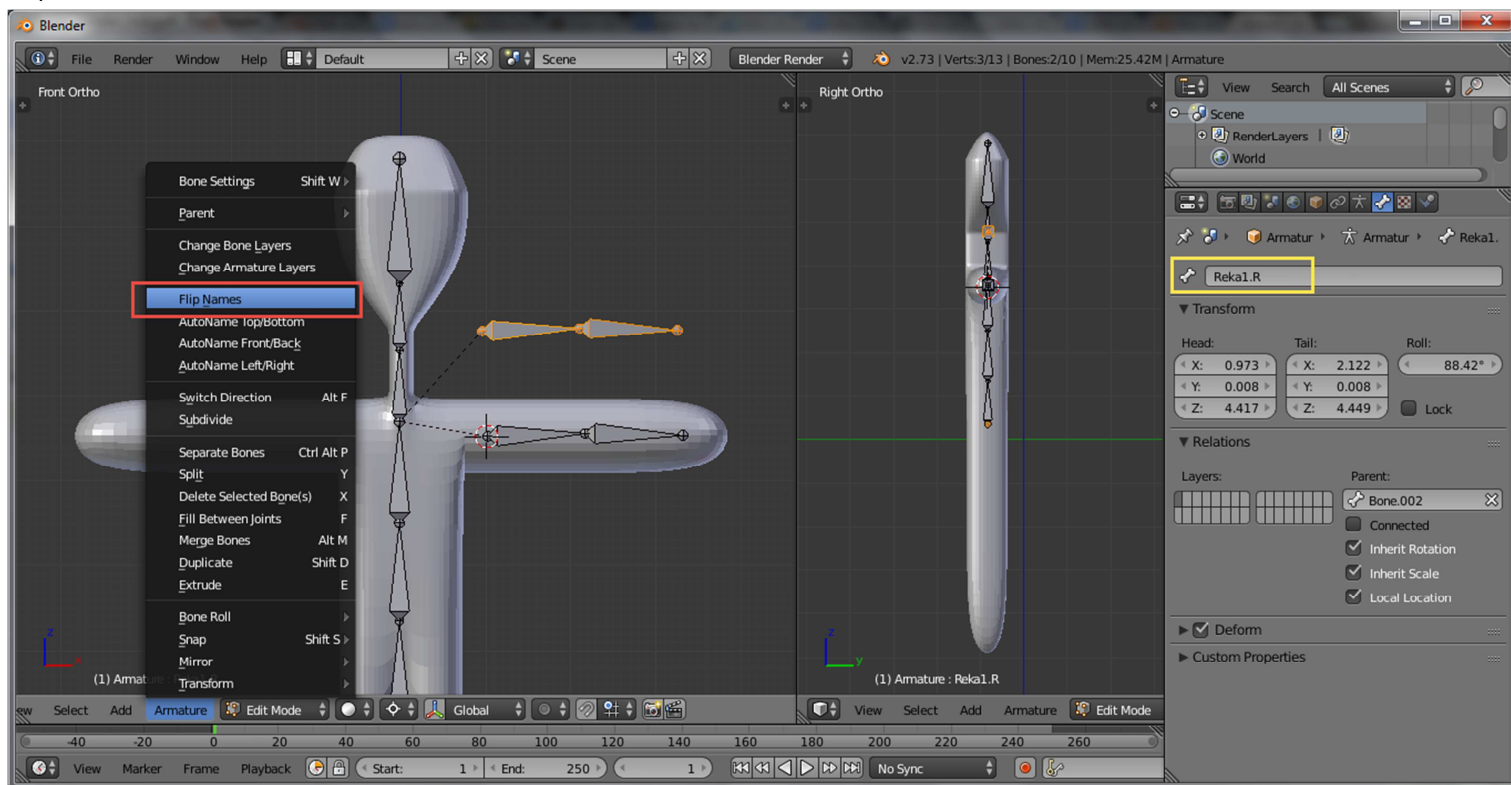 Blender
File Render Window Help Default Scene Blender Render v2.73 | Verts:3/13 | Bones:2/10 | Mem:25.42M | Armature
Front Ortho
Right Ortho
View Search All Scenes
Scene
RenderLayers |
World
Bone Settings Shift W
Parent
Change Bone Layers
Change Armature Layers
Flip Names
AutoName Top/Bottom
AutoName Front/Back
AutoName Left/Right
Switch Direction Alt F
Subdivide
Separate Bones Ctrl Alt P
Split Y
Delete Selected Bone(s) X
Fill Between Joints F
Merge Bones Alt M
Duplicate Shift D
Extrude E
Bone Roll
Snap Shift S
Mirror
Transform
Armatur Armatur Reka1.
Reka1.R
Transform
Head: Tail: Roll:
X: 0.973 X: 2.122 88.42°
Y: 0.008 Y: 0.008
Z: 4.417 Z: 4.449 Lock
Relations
Layers: Parent:
Bone.002
Connected
Inherit Rotation
Inherit Scale
Local Location
Deform
Custom Properties
z
x
(1) Armat
z
y
(1) Armature : Reka1.R
ew Select Add Armature Edit Mode Global
View Select Add Armature Edit Mode
-40 -20 0 20 40 60 80 100 120 140 160 180 200 220 240 260
View Marker Frame Playback Start: 1 End: 250 1 No Sync